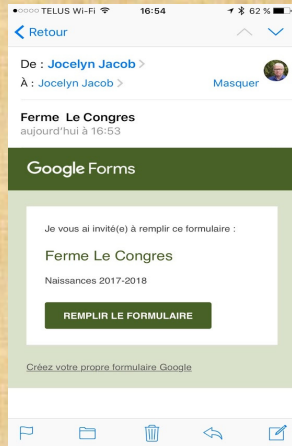 TELUS Wi-Fi 16:54 62 %
Retour
De : Jocelyn Jacob >
À : Jocelyn Jacob > Masquer
Ferme Le Congres
aujourd'hui à 16:53
Google Forms
Je vous ai invité(e) à remplir ce formulaire :
Ferme Le Congres
Naissances 2017-2018
REMPLIR LE FORMULAIRE
Créez votre propre formulaire Google